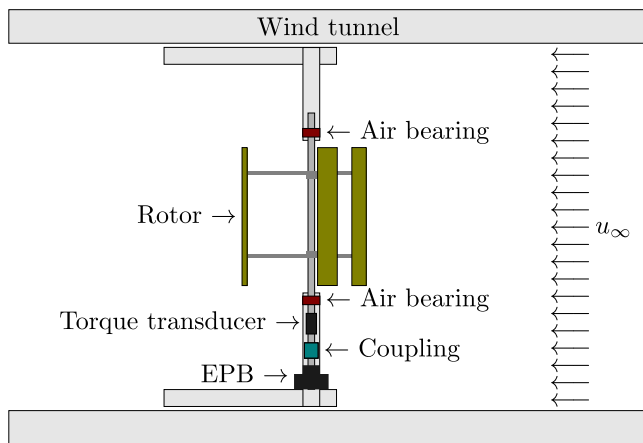 Wind tunnel
Air bearing
Rotor
u∞
Air bearing
Torque transducer
Coupling
EPB